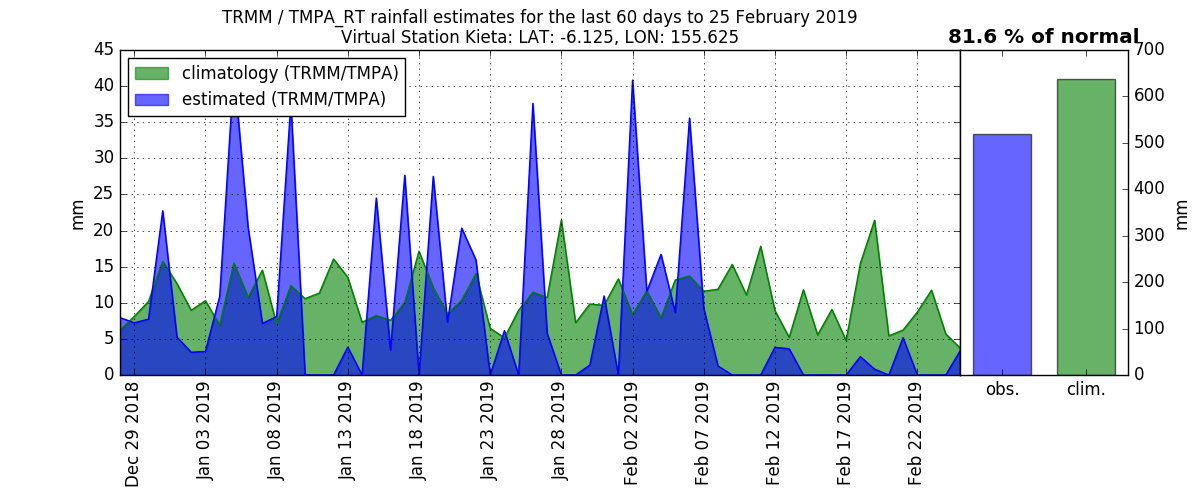 TRMM / TMPA_RT rainfall estimates for the last 60 days to 25 February 2019
Virtual Station Kieta: LAT: -6.125, LON: 155.625
81.6 % of normal
climatology (TRMM/TMPA)
estimated (TRMM/TMPA)
mm
45
40
35
30
25
20
15
10
5
0
Dec 29 2018
Jan 03 2019
Jan 08 2019
Jan 13 2019
Jan 18 2019
Jan 23 2019
Jan 28 2019
Feb 02 2019
Feb 07 2019
Feb 12 2019
Feb 17 2019
Feb 22 2019
700
600
500
400
300
200
100
0
mm
obs.
clim.